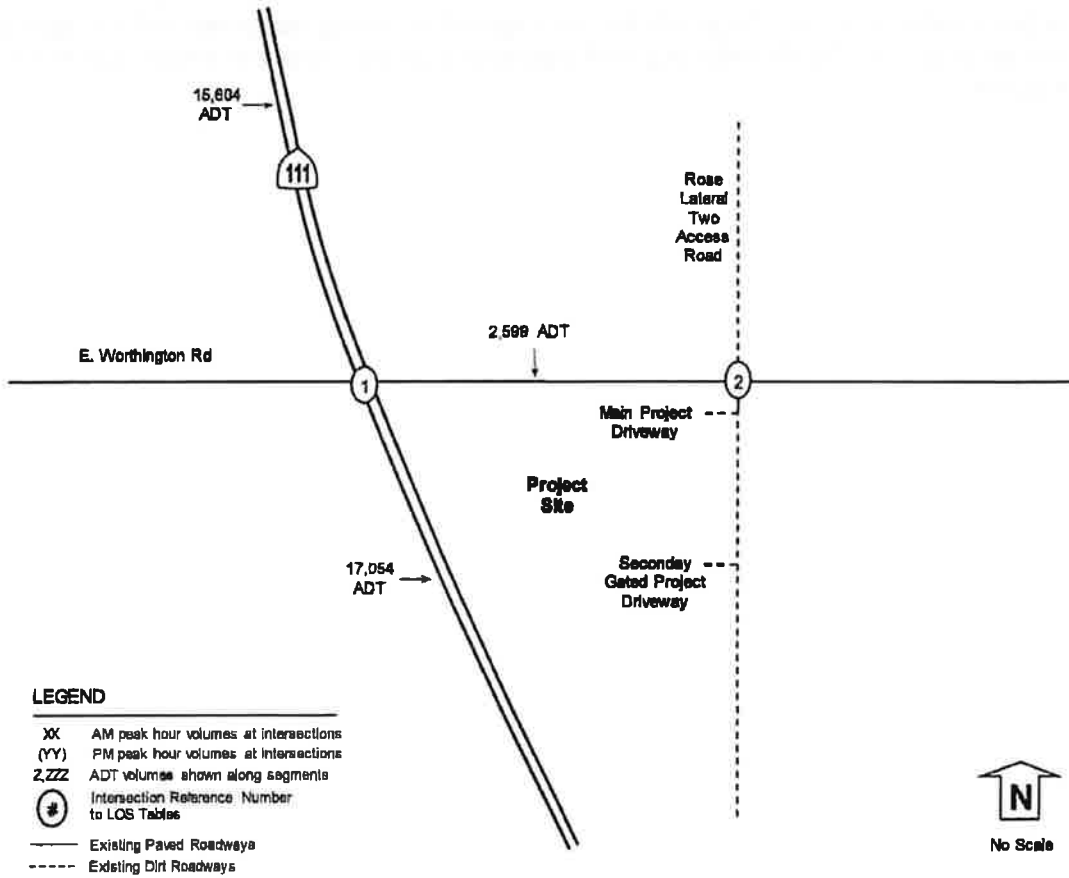 15,604
ADT
111
Rose
Lateral
Two
Access
Road
2,599 ADT
E. Worthington Rd
1
2
Main Project
Driveway
Project
Site
17,054
ADT
Seconday
Gated Project
Driveway
LEGEND
XX AM peak hour volumes at intersections
(YY) PM peak hour volumes at intersections
Z,ZZZ ADT volumes shown along segments
# Intersection Reference Number
to LOS Tables
Existing Paved Roadways
Existing Dirt Roadways
N
No Scale